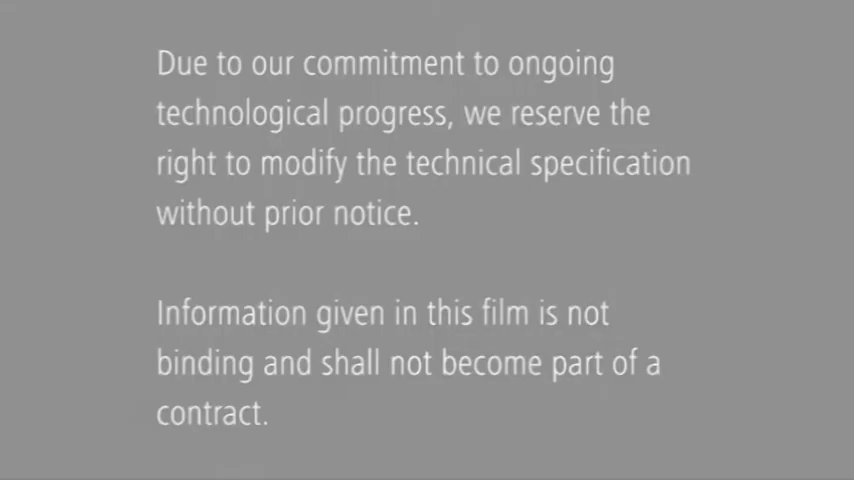 Due to our commitment to ongoing
technological progress, we reserve the
right to modify the technical specification
without prior notice.
Information given in this film is not
binding and shall not become part of a
contract.